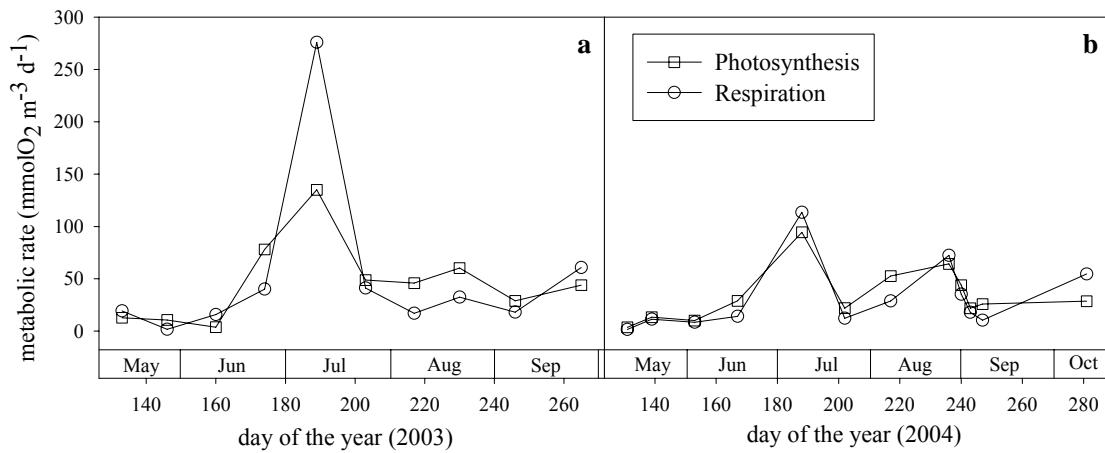 metabolic rate (mmolO2 m-3 d-1)
300
250
200
150
100
50
0
a
b
Photosynthesis
Respiration
May Jun Jul Aug Sep
May Jun Jul Aug Sep Oct
140 160 180 200 220 240 260
140 160 180 200 220 240 260 280
day of the year (2003)
day of the year (2004)